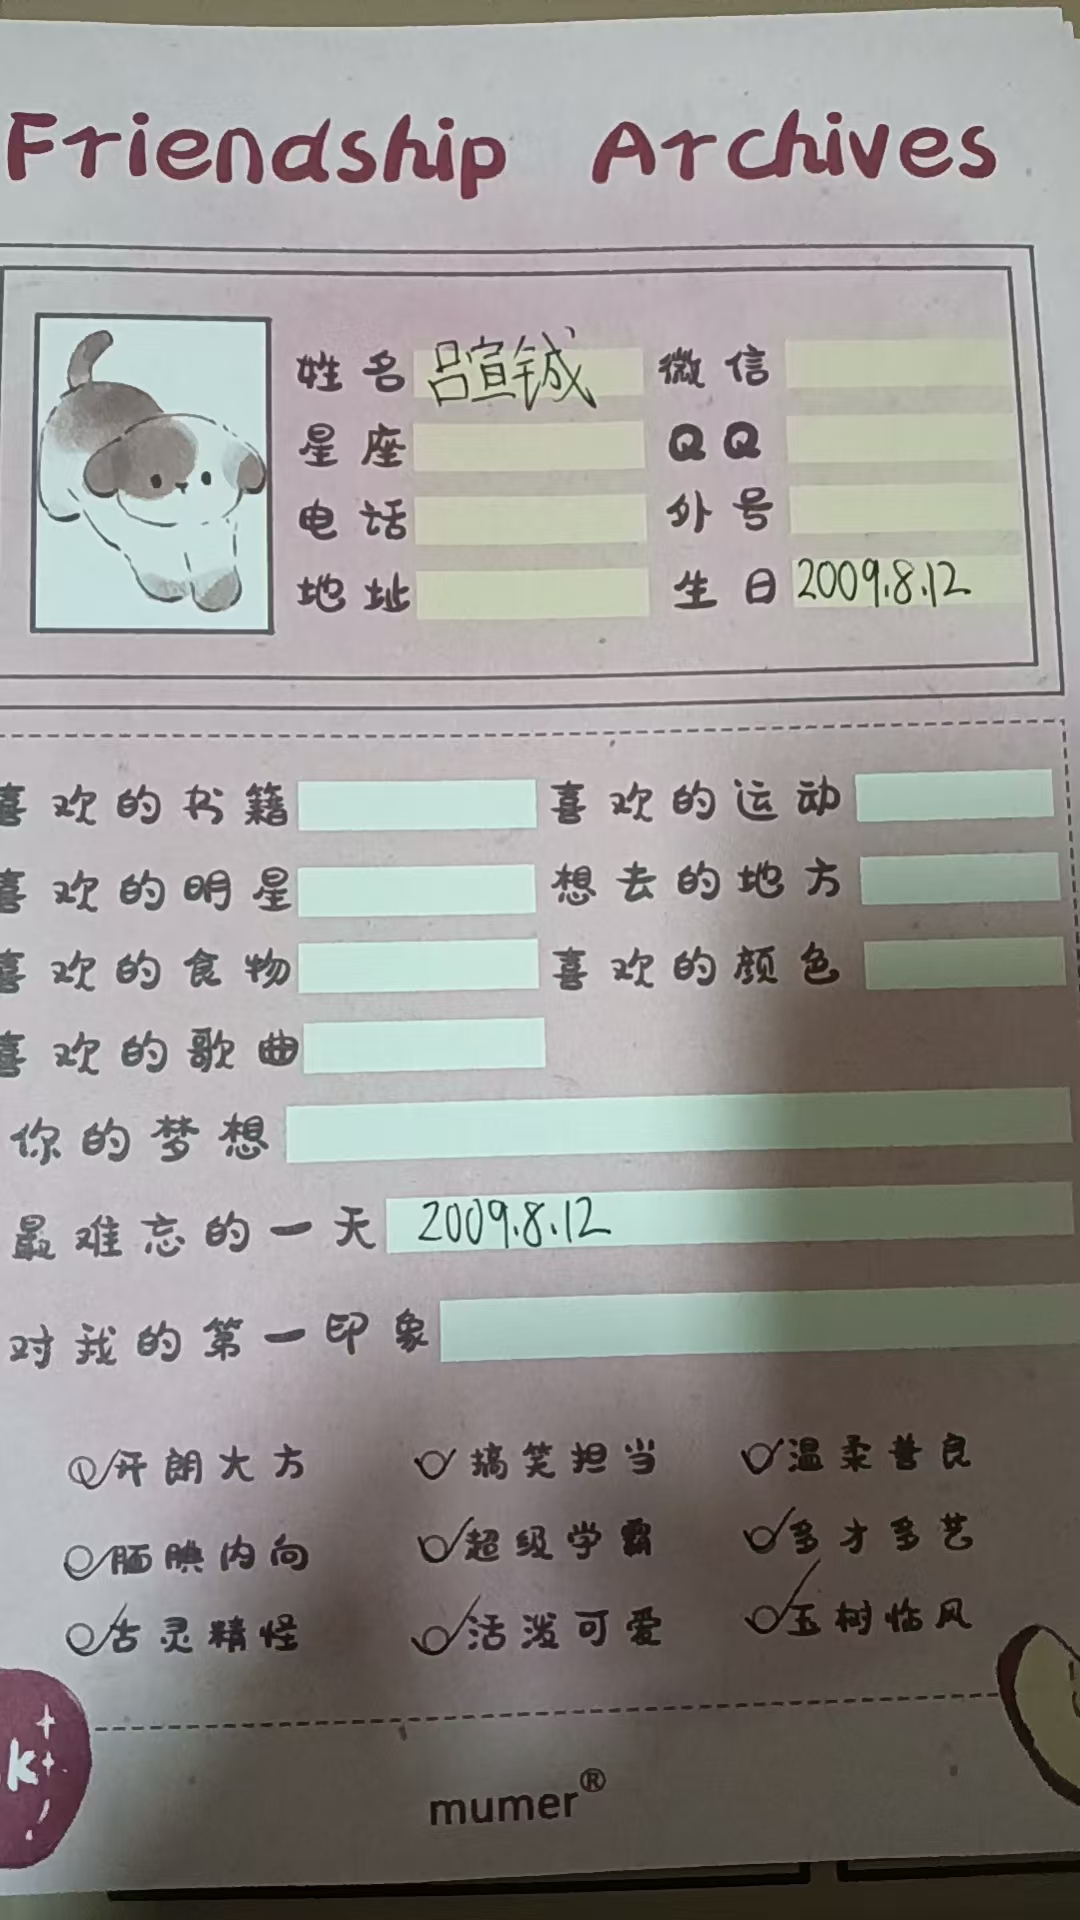 Friendship Archives
姓名 吕宣铖 微信
星座 QQ
电话 外号
地址 生日 2009.8.12
喜欢的书籍 喜欢的运动
喜欢的明星 想去的地方
喜欢的食物 喜欢的颜色
喜欢的歌曲
你的梦想
最难忘的一天 2009.8.12
对我的第一印象
开朗大方 搞笑担当 温柔善良
腼腆内向 超级学霸 多才多艺
古灵精怪 活泼可爱 玉树临风
k
mumer®